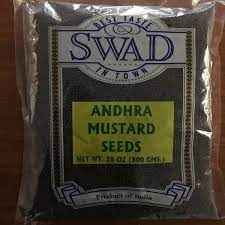 BEST TASTE
SWAD
IN TOWN
ANDHRA
MUSTARD
SEEDS
NET WT. 28 OZ (800 GMS.)
Product of India